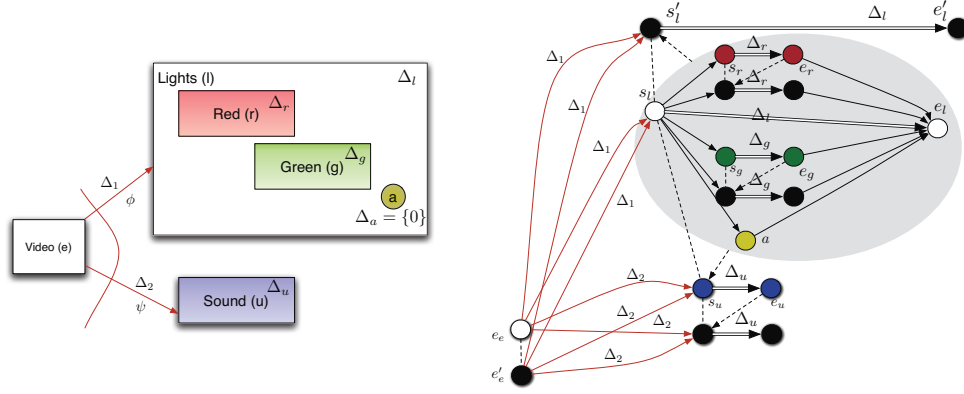 Lights (l)
Δ_l
Red (r)
Δ_r
Green (g)
Δ_g
a
Δ_a = {0}
Δ_1
ϕ
Video (e)
Δ_2
ψ
Sound (u)
Δ_u
s'_l
Δ_l
e'_l
Δ_1
Δ_r
s_r
e_r
Δ_r
Δ_1
s_l
Δ_l
e_l
Δ_1
Δ_g
s_g
e_g
Δ_g
Δ_1
a
Δ_2
Δ_u
s_u
e_u
Δ_2
Δ_2
Δ_u
e_e
Δ_2
e'_e